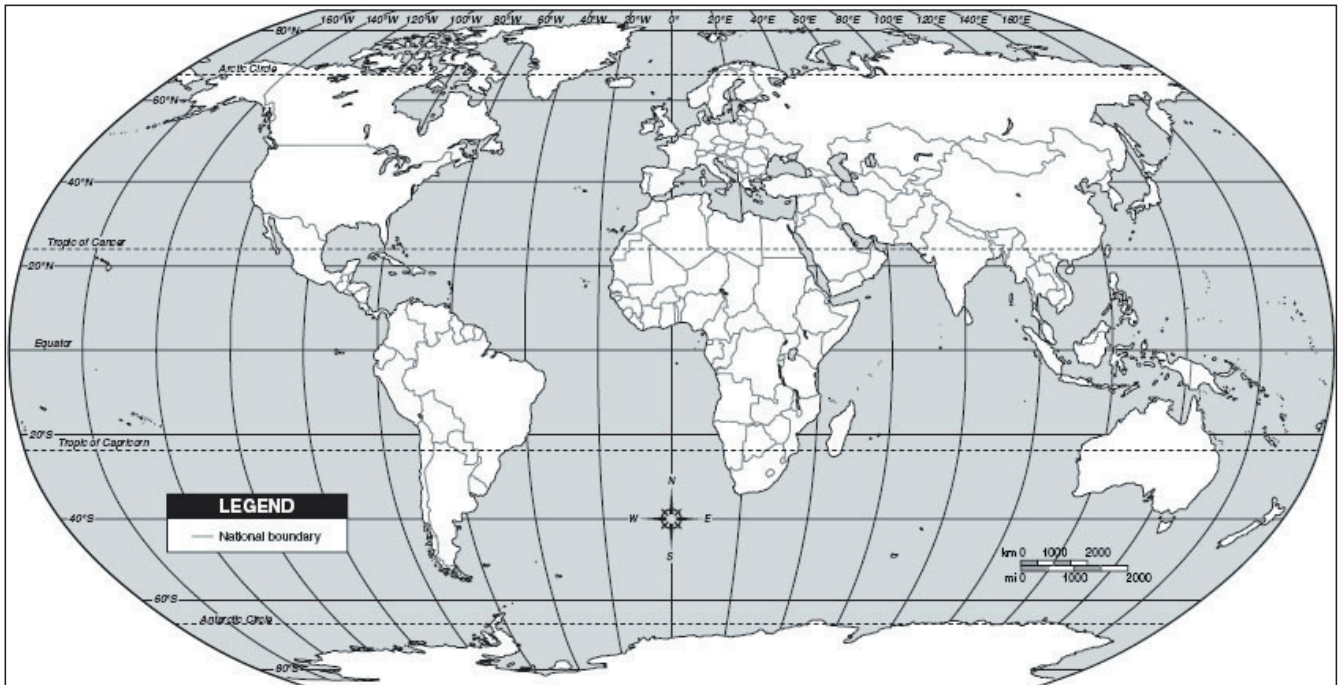 160°W 140°W 120°W 100°W 80°W 60°W 40°W 20°W 0° 20°E 40°E 60°E 80°E 100°E 120°E 140°E 160°E
80°N
Arctic Circle
60°N
40°N
Tropic of Cancer
20°N
Equator
20°S
Tropic of Capricorn
N
LEGEND
40°S
W E
National boundary
S
km 0 1000 2000
mi 0 1000 2000
60°S
Antarctic Circle
80°S